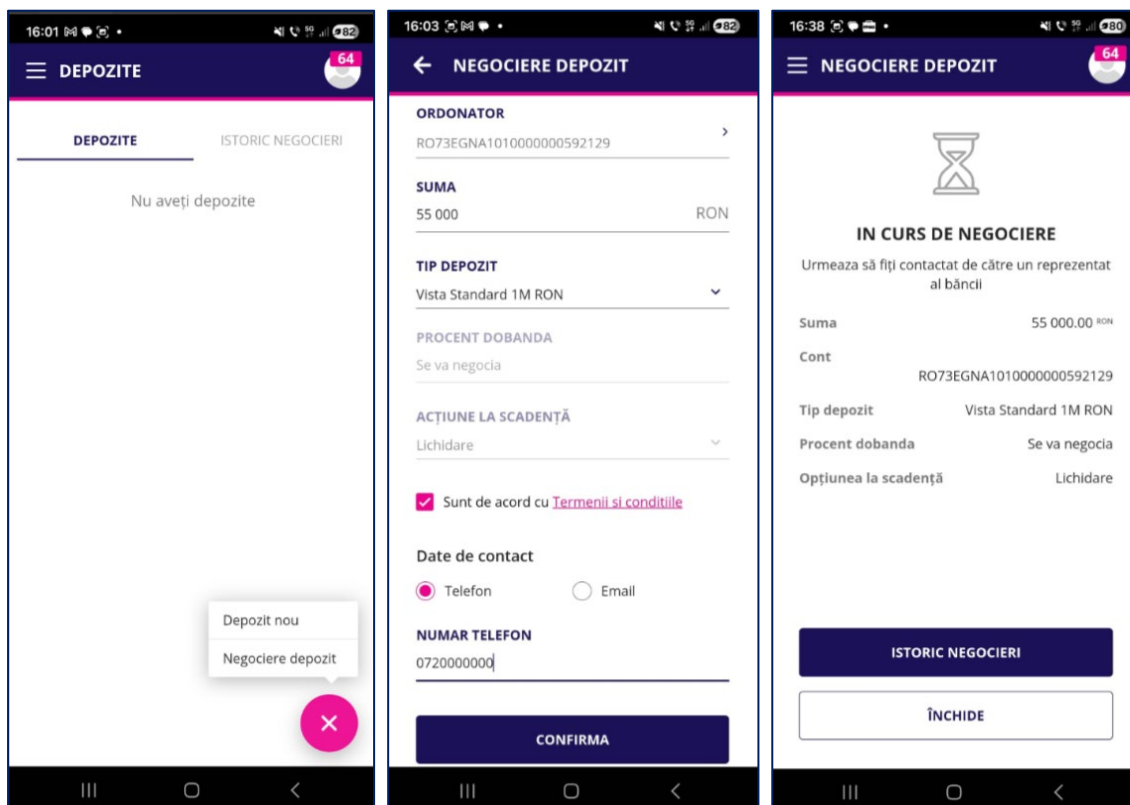 16:01
82
DEPOZITE
64
DEPOZITE
ISTORIC NEGOCIERI
Nu aveți depozite
Depozit nou
Negociere depozit
16:03
5G
82
NEGOCIERE DEPOZIT
ORDONATOR
RO73EGNA1010000000592129
SUMA
55 000
RON
TIP DEPOZIT
Vista Standard 1M RON
PROCENT DOBANDA
Se va negocia
ACȚIUNE LA SCADENȚĂ
Lichidare
Sunt de acord cu Termenii si conditiile
Date de contact
Telefon
Email
NUMAR TELEFON
0720000000
CONFIRMA
16:38
5G
80
NEGOCIERE DEPOZIT
64
IN CURS DE NEGOCIERE
Urmeaza să fiți contactat de către un reprezentat
al băncii
Suma
55 000.00 RON
Cont
RO73EGNA1010000000592129
Tip depozit
Vista Standard 1M RON
Procent dobanda
Se va negocia
Opțiunea la scadență
Lichidare
ISTORIC NEGOCIERI
ÎNCHIDE